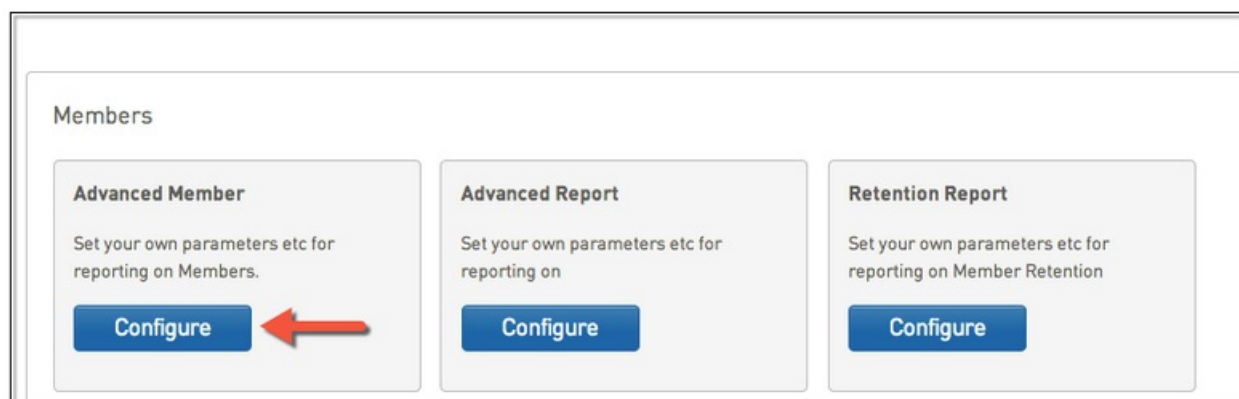 Members
Advanced Member
Set your own parameters etc for
reporting on Members.
Configure
Advanced Report
Set your own parameters etc for
reporting on
Configure
Retention Report
Set your own parameters etc for
reporting on Member Retention
Configure